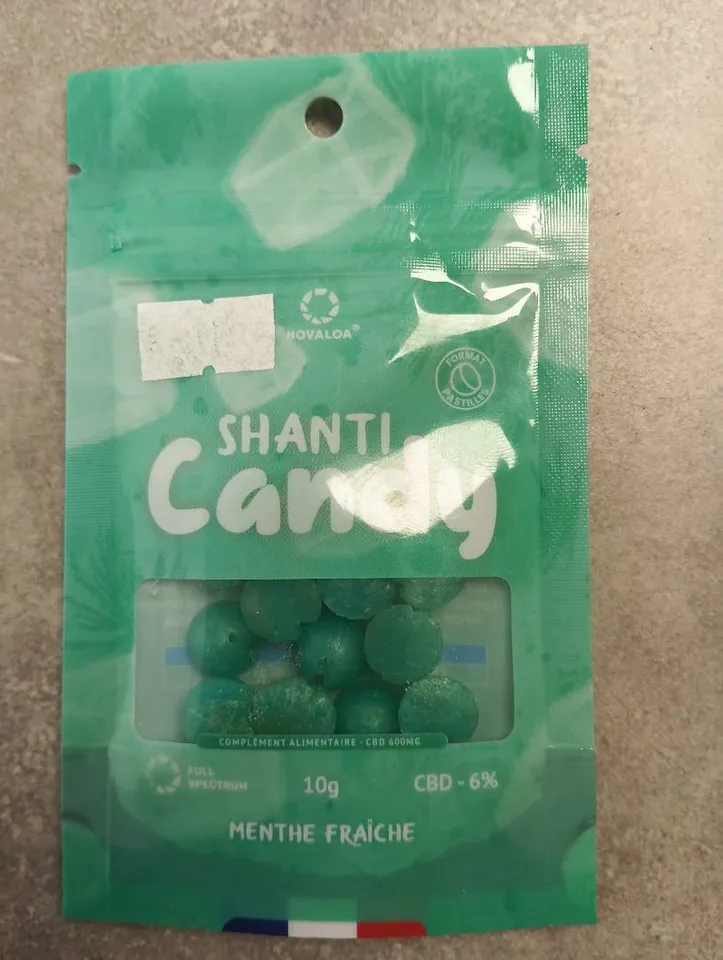 NOVALOA®
FORMAT
PASTILLES
SHANTI
Candy
COMPLÉMENT ALIMENTAIRE - CBD 600MG
FULL
SPECTRUM
10g
CBD - 6%
MENTHE FRAÎCHE